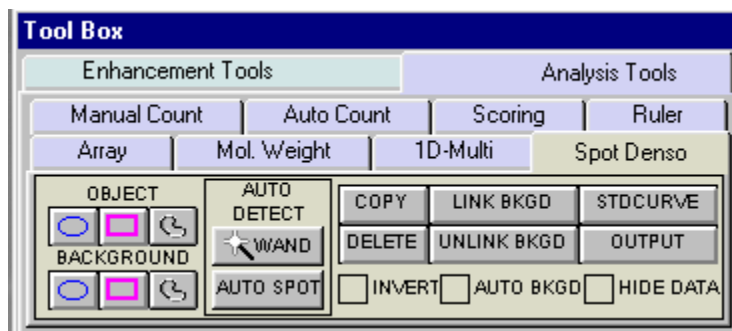 Tool Box
Enhancement Tools Analysis Tools
Manual Count Auto Count Scoring Ruler
Array Mol. Weight 1D-Multi Spot Denso
OBJECT
BACKGROUND
AUTO
DETECT
WAND
AUTO SPOT
COPY LINK BKGD STDCURVE
DELETE UNLINK BKGD OUTPUT
INVERT AUTO BKGD HIDE DATA